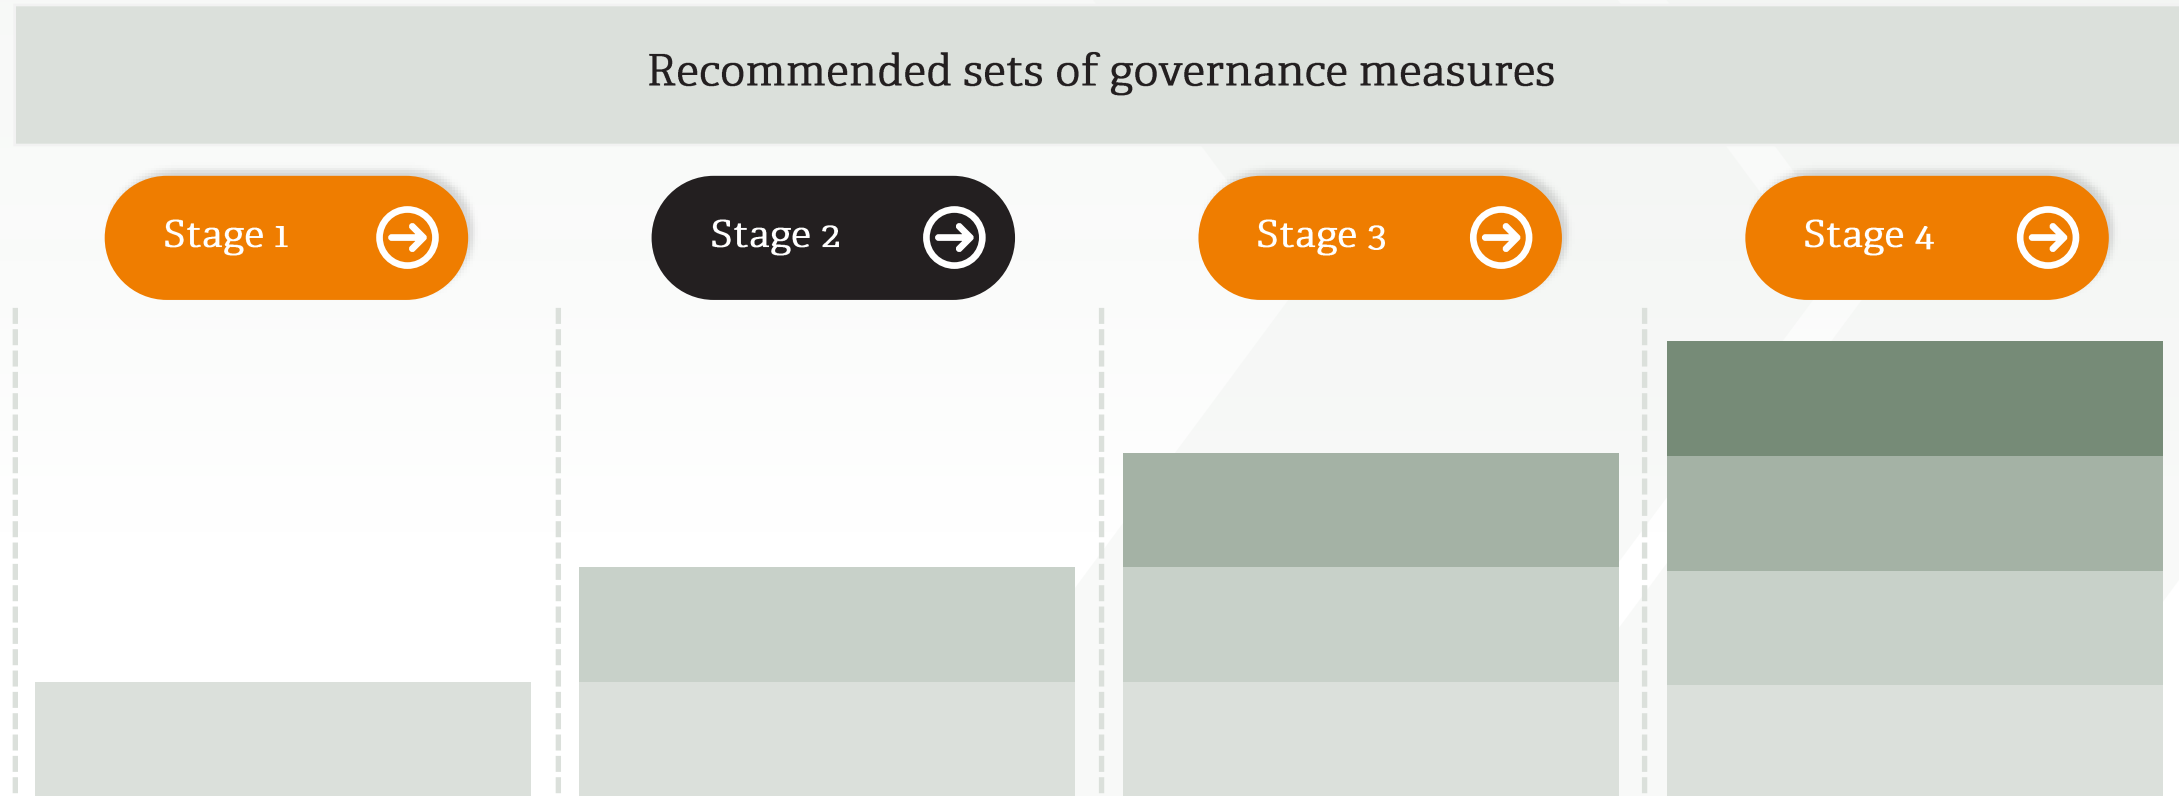 Recommended sets of governance measures
Stage 1
Stage 2
Stage 3
Stage 4